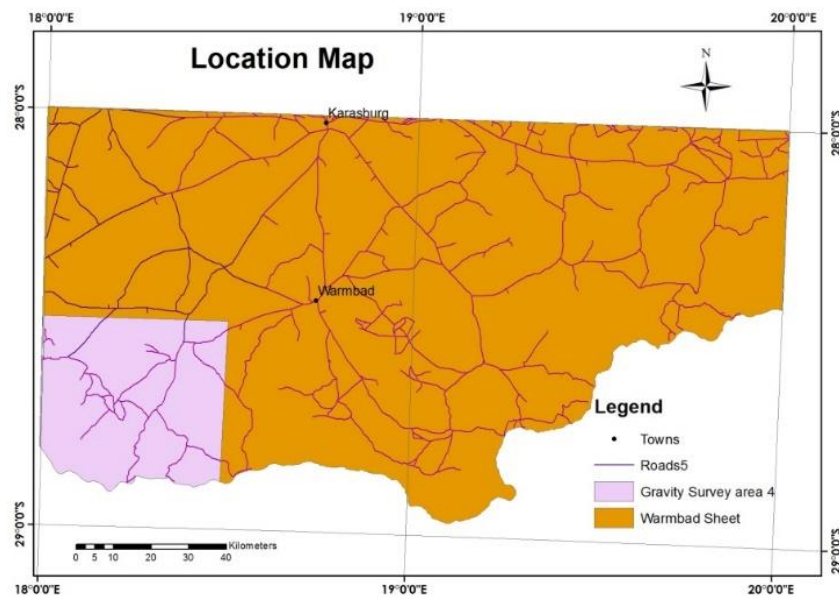 18°0'0"E
19°0'0"E
20°0'0"E
Location Map
N
28°0'0"S
Karasburg
28°0'0"S
Warmbad
Legend
Towns
Roads5
Gravity Survey area 4
Warmbad Sheet
29°0'0"S
Kilometers
0 5 10 20 30 40
29°0'0"S
18°0'0"E
19°0'0"E
20°0'0"E